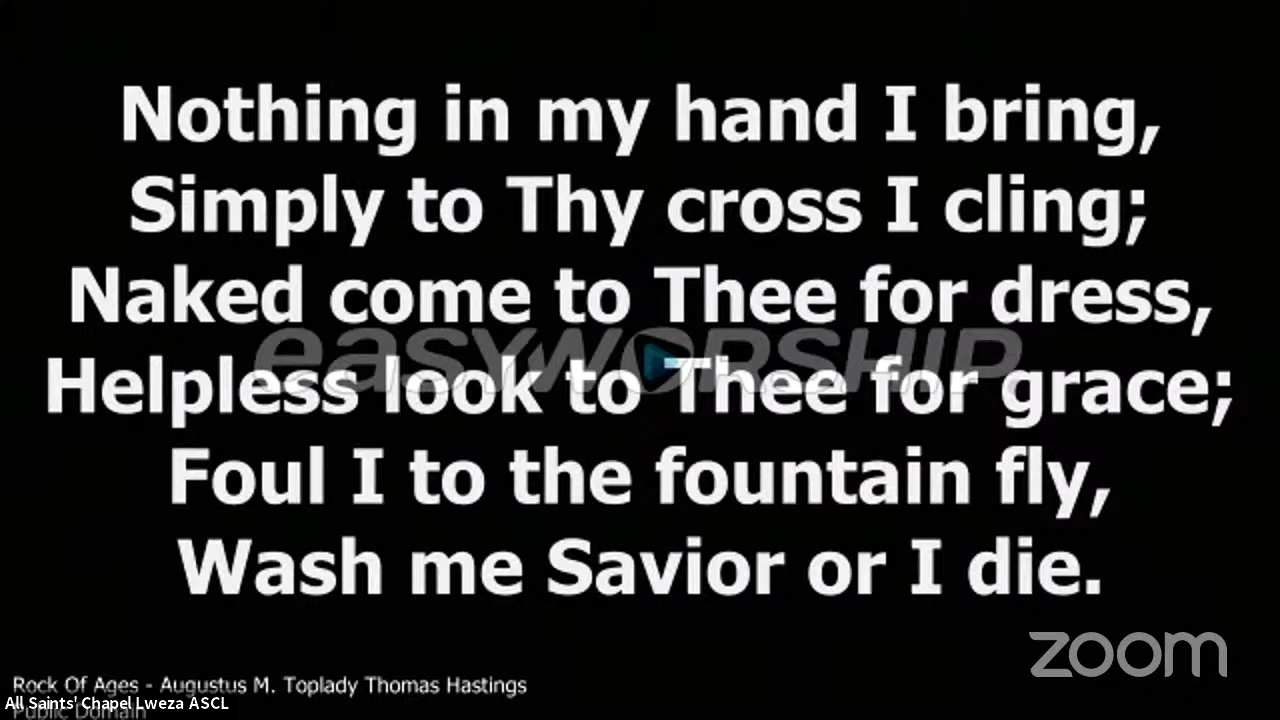 Nothing in my hand I bring,
Simply to Thy cross I cling;
Naked come to Thee for dress,
easyworship
Helpless look to Thee for grace;
Foul I to the fountain fly,
Wash me Savior or I die.
zoom
Rock Of Ages - Augustus M. Toplady Thomas Hastings
All Saints' Chapel Lweza ASCL
Public Domain